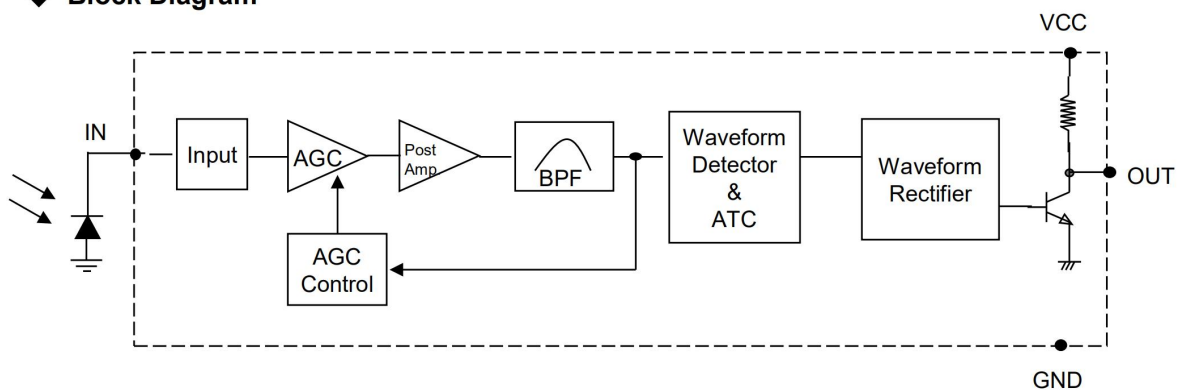 ◆ Block Diagram
VCC
IN
Input
AGC
Post
Amp
BPF
AGC
Control
Waveform
Detector
&
ATC
Waveform
Rectifier
OUT
GND